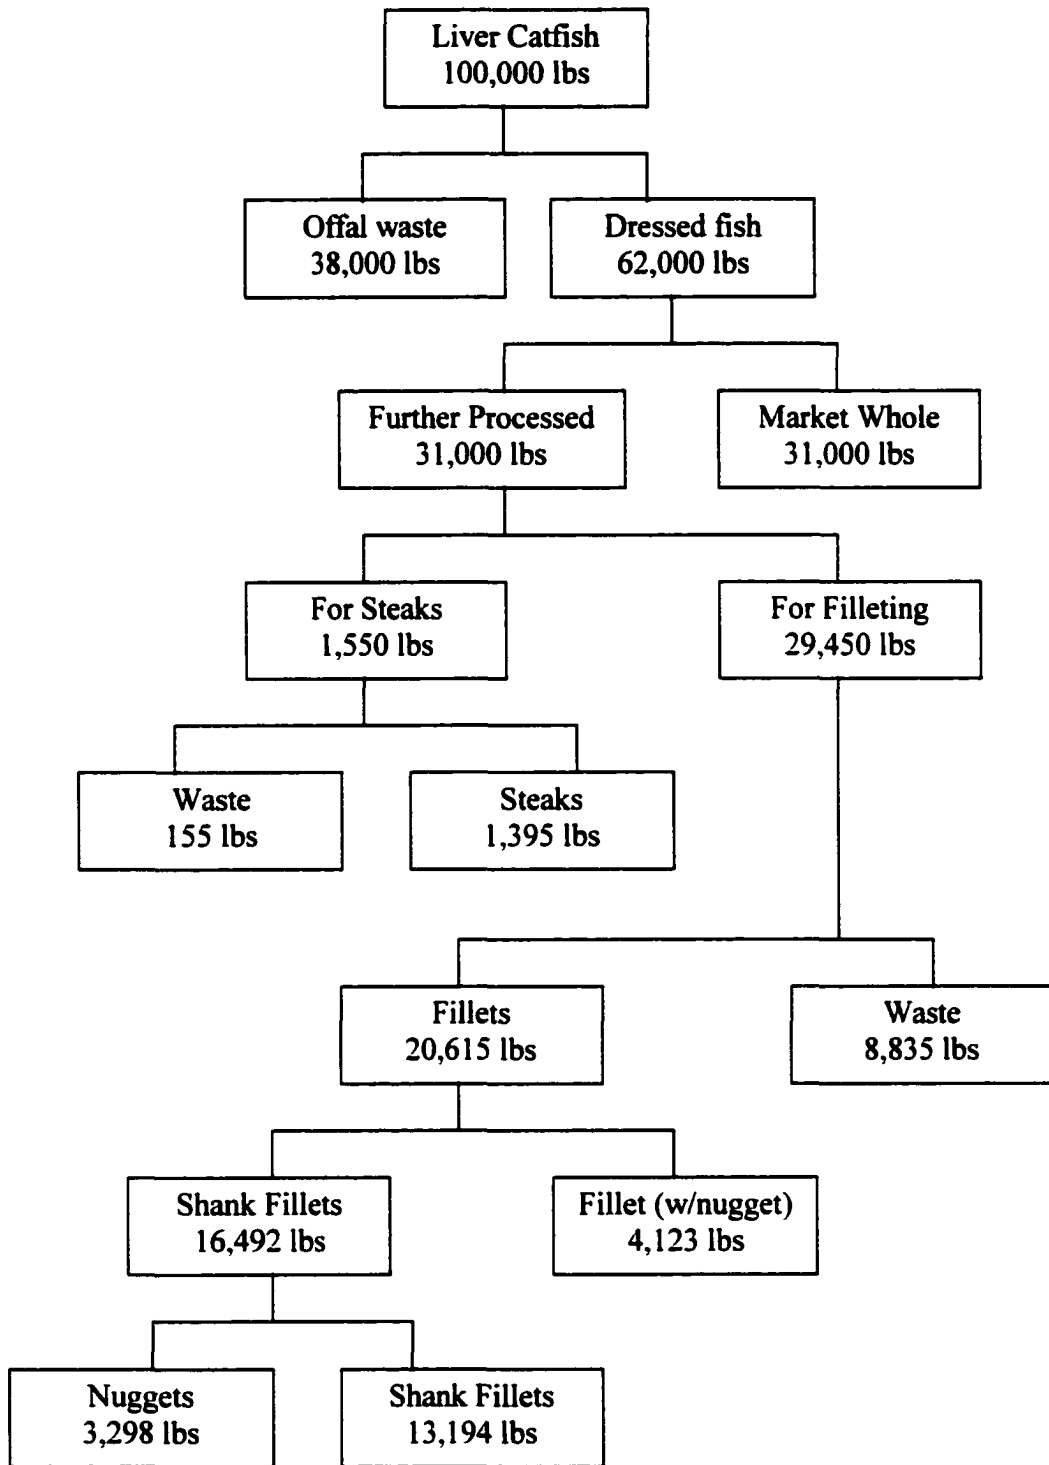 Liver Catfish
100,000 lbs
Offal waste
38,000 lbs
Dressed fish
62,000 lbs
Further Processed
31,000 lbs
Market Whole
31,000 lbs
For Steaks
1,550 lbs
For Filleting
29,450 lbs
Waste
155 lbs
Steaks
1,395 lbs
Fillets
20,615 lbs
Waste
8,835 lbs
Shank Fillets
16,492 lbs
Fillet (w/nugget)
4,123 lbs
Nuggets
3,298 lbs
Shank Fillets
13,194 lbs